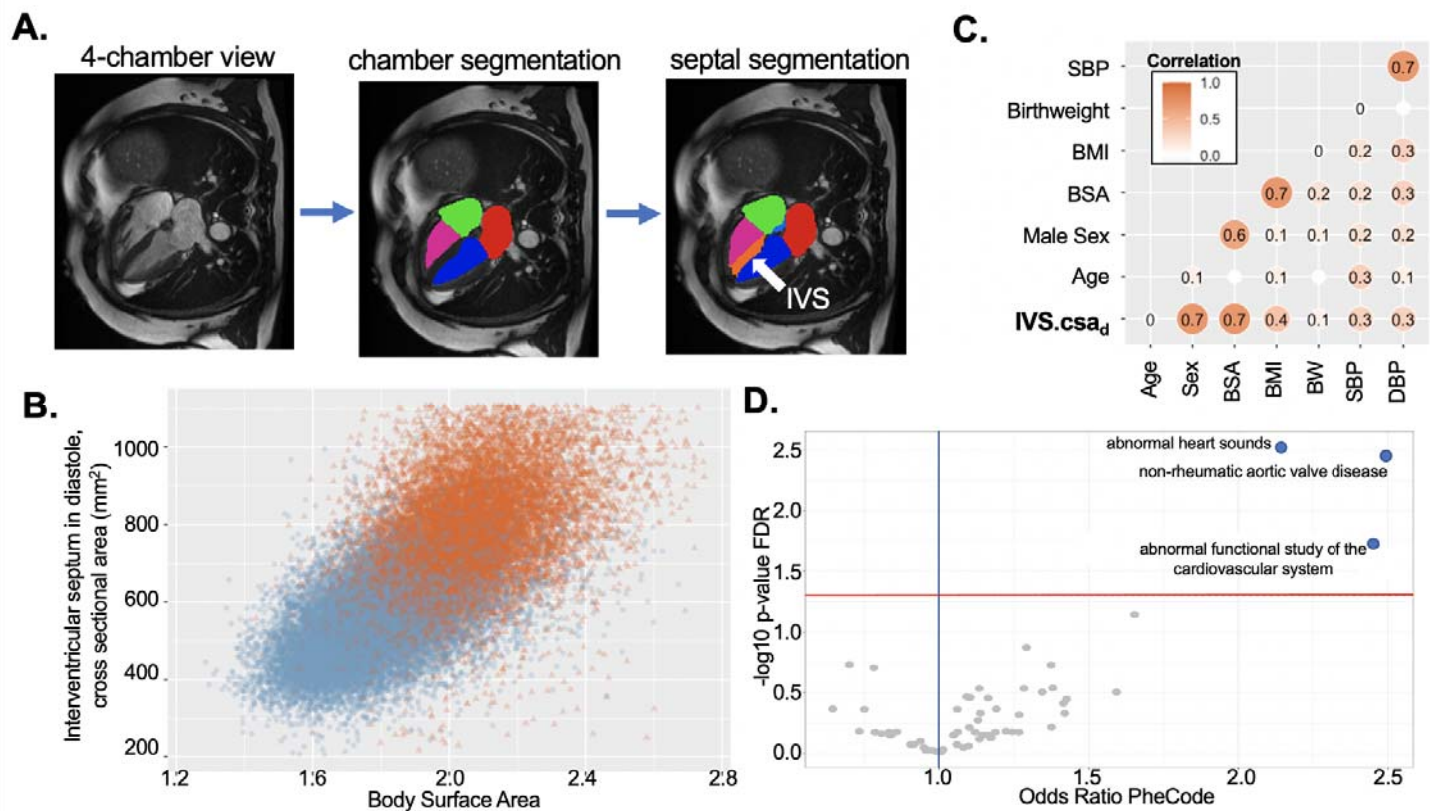 A.
4-chamber view
chamber segmentation
septal segmentation
IVS
B.
Interventricular septum in diastole,
cross sectional area (mm²)
1000
800
600
400
200
1:2
1:6
2:0
2:4
2:8
Body Surface Area
C.
Correlation
1.0
0.5
0.0
SBP
0.7
Birthweight
0
BMI
0
0.2
0.3
BSA
0.7
0.2
0.2
0.3
Male Sex
0.6
0.1
0.1
0.2
0.2
Age
0.1
0.1
0.3
0.1
IVS.csad
0
0.7
0.7
0.4
0.1
0.3
0.3
Age
Sex
BSA
BMI
BW
SBP
DBP
D.
-log10 p-value FDR
2.5
2.0
1.5
1.0
0.5
0.0
abnormal heart sounds
non-rheumatic aortic valve disease
abnormal functional study of the
cardiovascular system
1.0
1.5
2.0
2.5
Odds Ratio PheCode